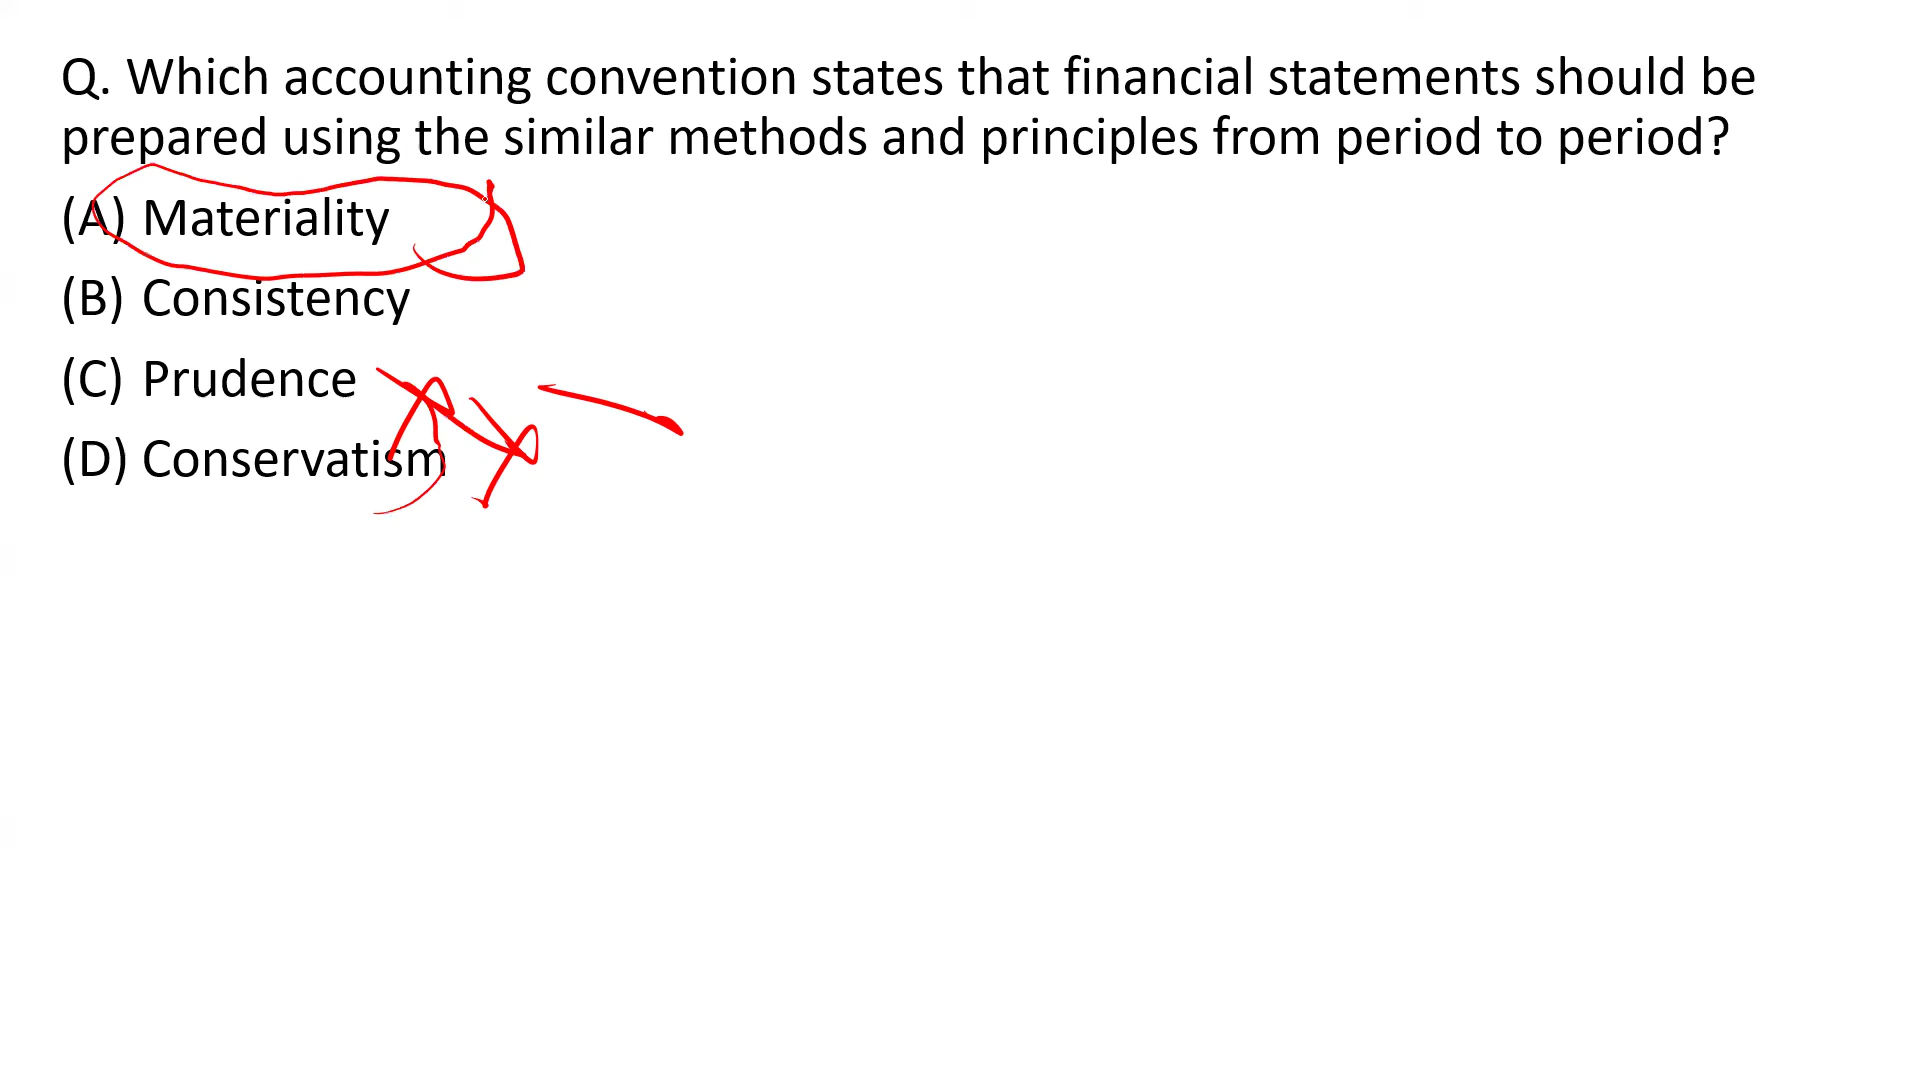 Q. Which accounting convention states that financial statements should be
prepared using the similar methods and principles from period to period?
(A) Materiality
(B) Consistency
(C) Prudence
(D) Conservatism